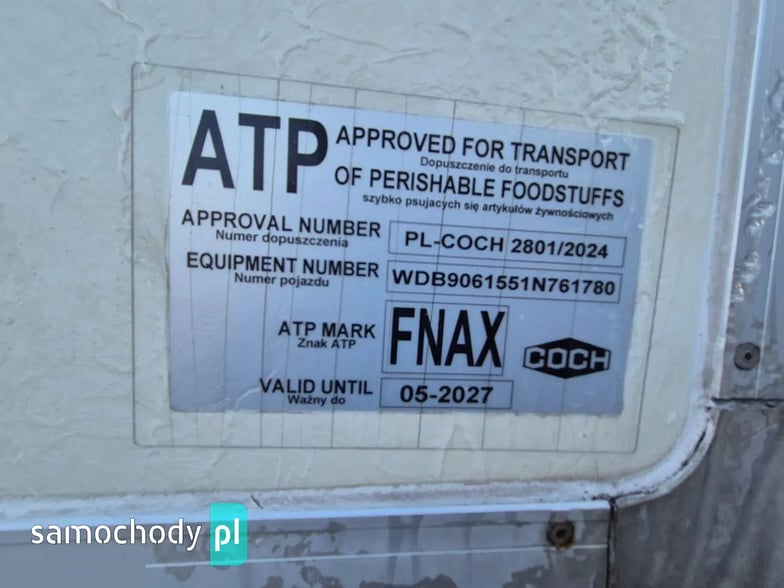 ATP APPROVED FOR TRANSPORT
Dopuszczenie do transportu
OF PERISHABLE FOODSTUFFS
szybko psujacych się artykułów żywnościowych
APPROVAL NUMBER PL-COCH 2801/2024
Numer dopuszczenia
EQUIPMENT NUMBER WDB9061551N761780
Numer pojazdu
ATP MARK FNAX
Znak ATP
COCH
VALID UNTIL 05-2027
Ważny do
samochody pl